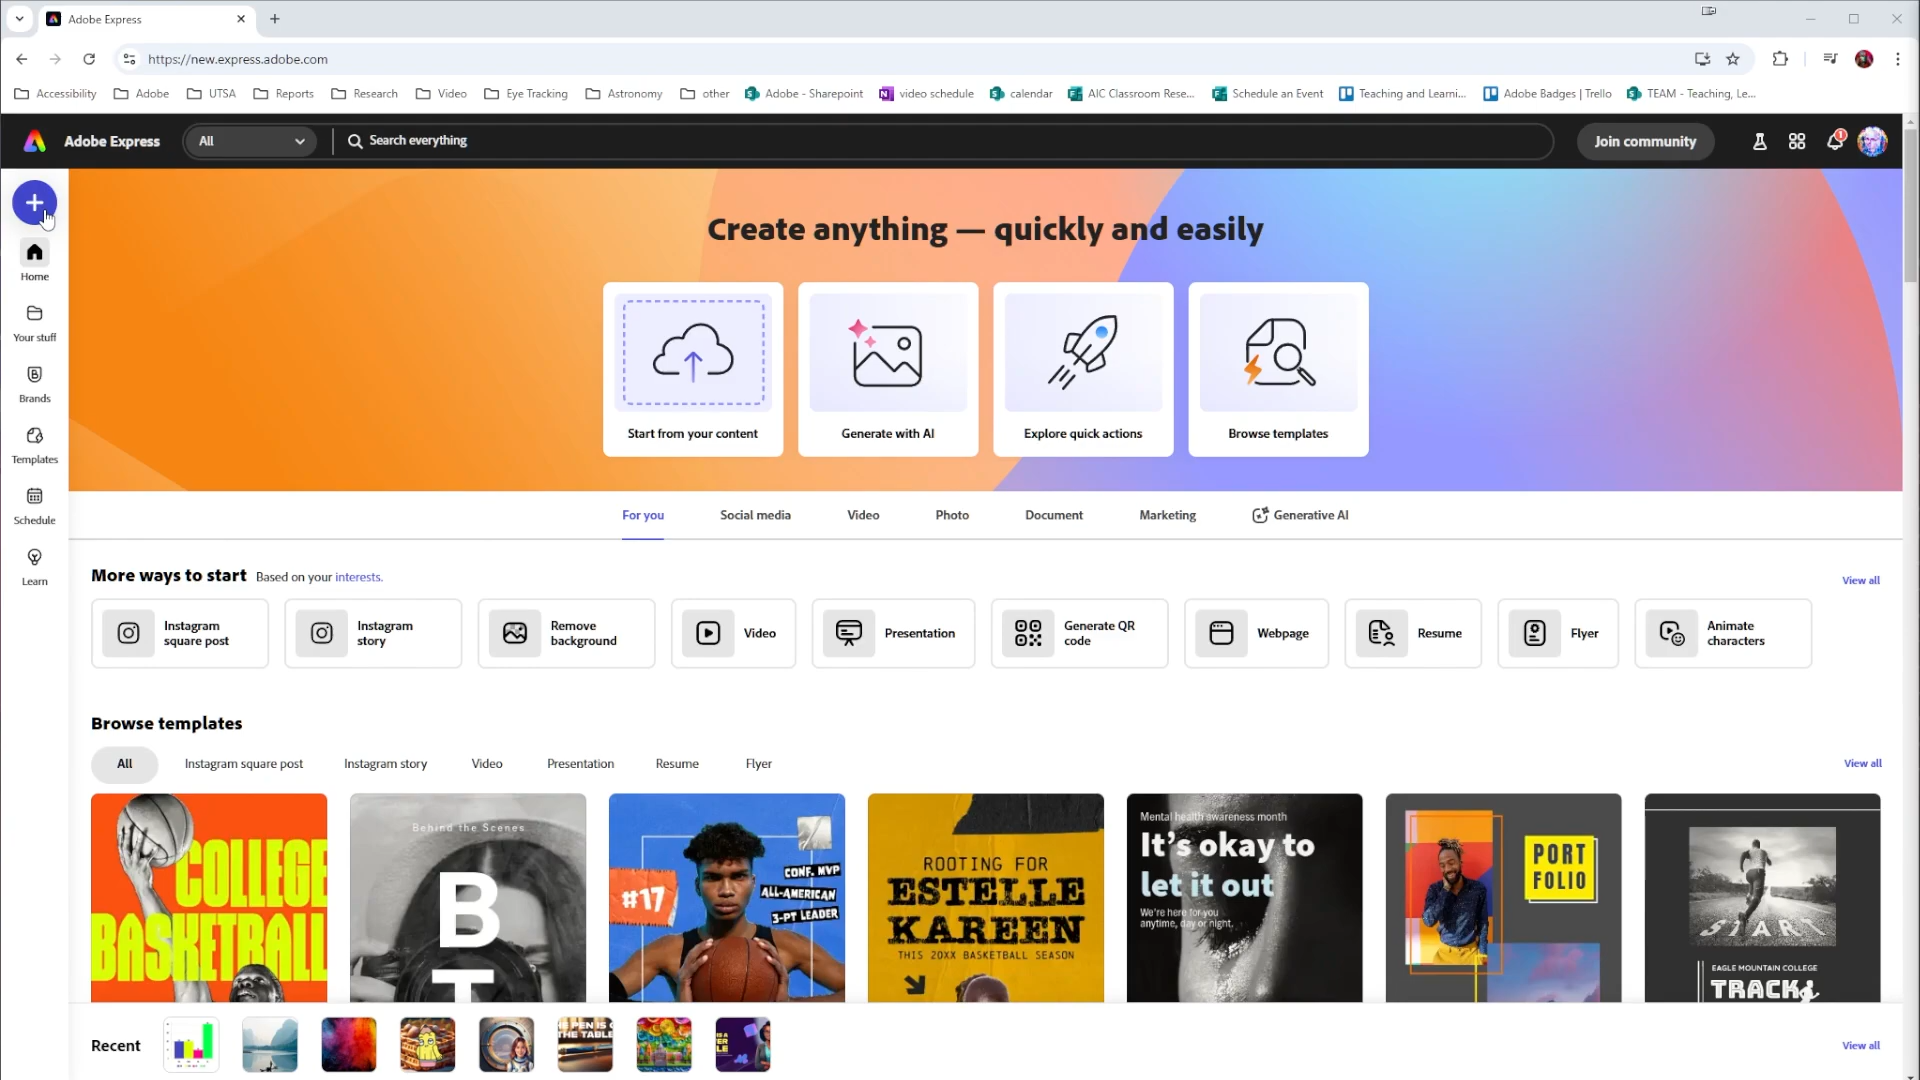 Adobe Express
https://new.express.adobe.com
Accessibility
Adobe
UTSA
Reports
Research
Video
Eye Tracking
Astronomy
other
Adobe - Sharepoint
video schedule
calendar
AIC Classroom Rese...
Schedule an Event
Teaching and Learni...
Adobe Badges | Trello
TEAM - Teaching, Le...
Adobe Express
All
Search everything
Join community
1
Create anything — quickly and easily
Home
Your stuff
Brands
Templates
Schedule
Learn
Start from your content
Generate with AI
Explore quick actions
Browse templates
For you
Social media
Video
Photo
Document
Marketing
Generative AI
More ways to start
Based on your interests.
View all
Instagram
square post
Instagram
story
Remove
background
Video
Presentation
Generate QR
code
Webpage
Resume
Flyer
Animate
characters
Browse templates
All
Instagram square post
Instagram story
Video
Presentation
Resume
Flyer
View all
COLLEGE
BASKETBALL
Behind the Scenes
B
T
#17
CONF. MVP
ALL-AMERICAN
3-PT LEADER
ROOTING FOR
ESTELLE
KAREEN
THIS 20XX BASKETBALL SEASON
Mental health awareness month
It's okay to
let it out
We're here for you
anytime, day or night.
PORT
FOLIO
START
EAGLE MOUNTAIN COLLEGE
TRACK
Recent
View all